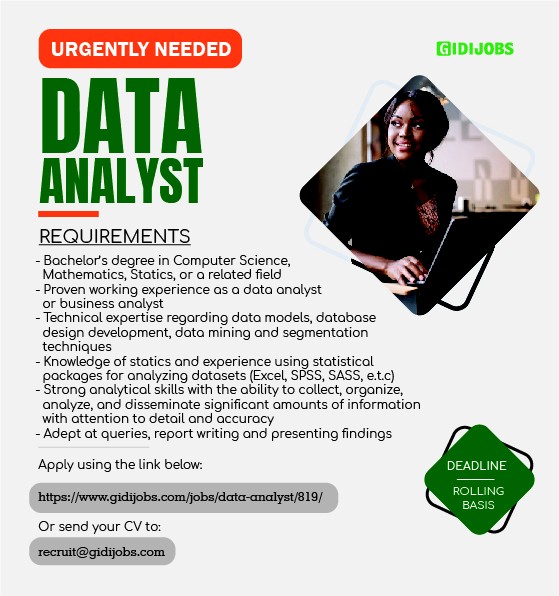 URGENTLY NEEDED
GIDIJOBS
DATA
ANALYST
REQUIREMENTS
- Bachelor's degree in Computer Science,
Mathematics, Statics, or a related field
- Proven working experience as a data analyst
or business analyst
- Technical expertise regarding data models, database
design development, data mining and segmentation
techniques
- Knowledge of statics and experience using statistical
packages for analyzing datasets (Excel, SPSS, SASS, e.t.c)
- Strong analytical skills with the ability to collect, organize,
analyze, and disseminate significant amounts of information
with attention to detail and accuracy
- Adept at queries, report writing and presenting findings
Apply using the link below:
https://www.gidijobs.com/jobs/data-analyst/819/
Or send your CV to:
recruit@gidijobs.com
DEADLINE
ROLLING
BASIS